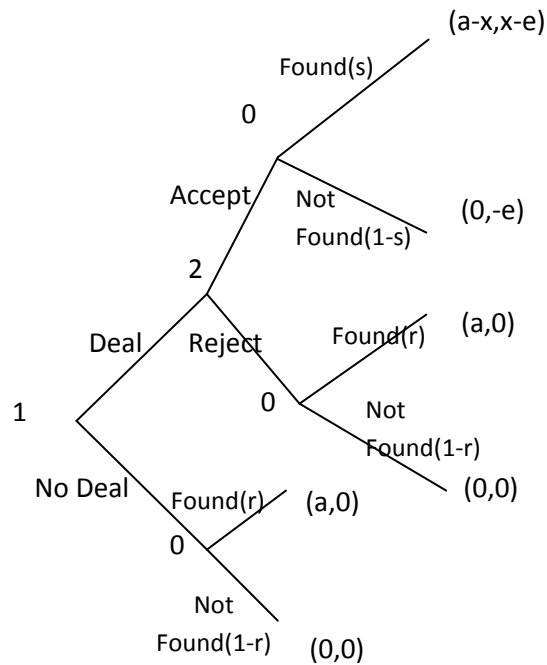 (a-x,x-e)
Found(s)
0
Accept
Not
Found(1-s)
(0,-e)
2
Deal
Reject
Found(r)
(a,0)
0
Not
Found(1-r)
1
No Deal
Found(r)
(a,0)
(0,0)
0
Not
Found(1-r)
(0,0)